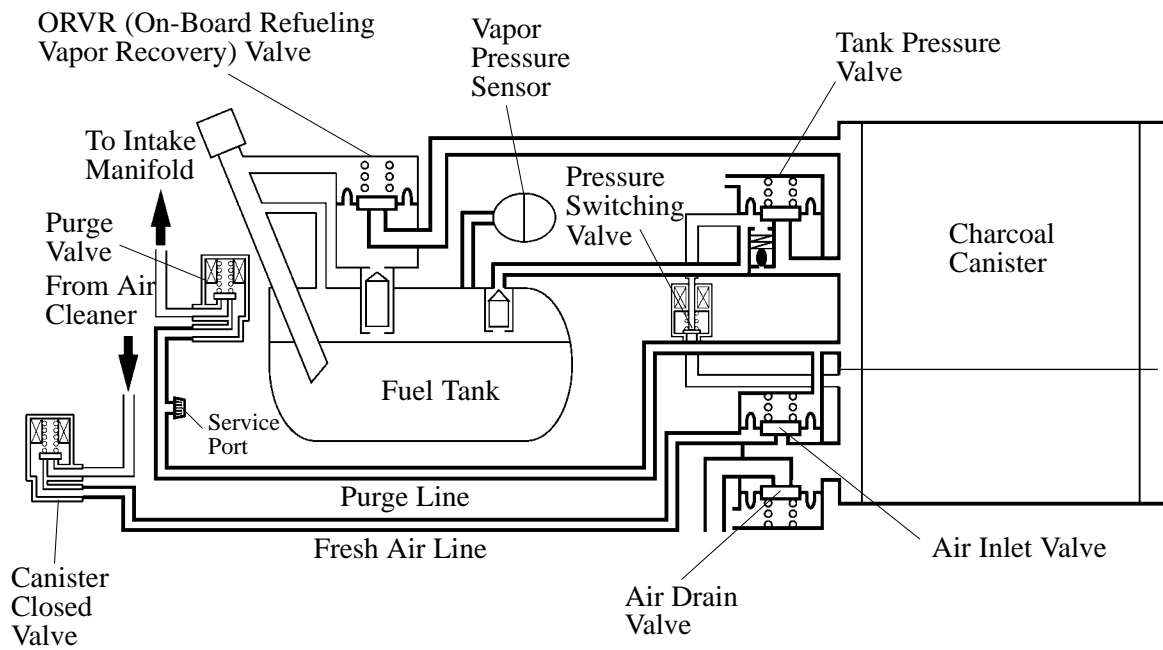 ORVR (On-Board Refueling
Vapor Recovery) Valve
Vapor
Pressure
Sensor
Tank Pressure
Valve
To Intake
Manifold
Pressure
Switching
Valve
Purge
Valve
Charcoal
Canister
From Air
Cleaner
Fuel Tank
Service
Port
Purge Line
Fresh Air Line
Air Inlet Valve
Canister
Closed
Valve
Air Drain
Valve